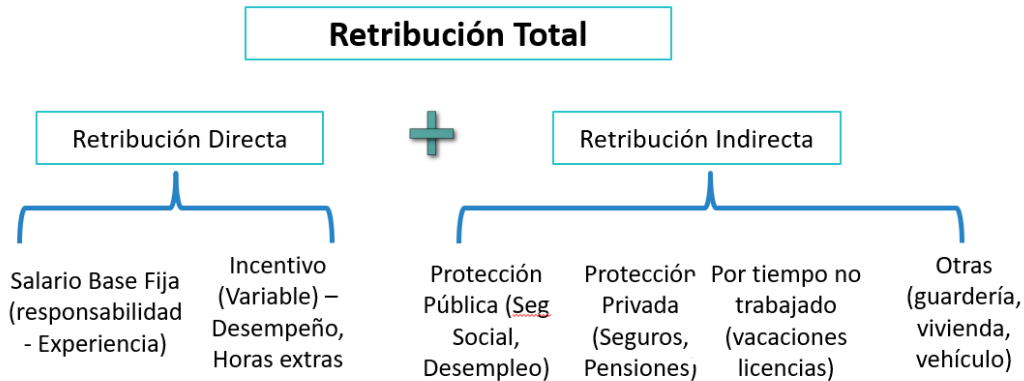 Retribución Total
Retribución Directa
Retribución Indirecta
Salario Base Fija
(responsabilidad
- Experiencia)
Incentivo
(Variable) –
Desempeño,
Horas extras
Protección
Pública (Seg
Social,
Desempleo)
Protección
Privada
(Seguros,
Pensiones)
Por tiempo no
trabajado
(vacaciones
licencias)
Otras
(guardería,
vivienda,
vehículo)